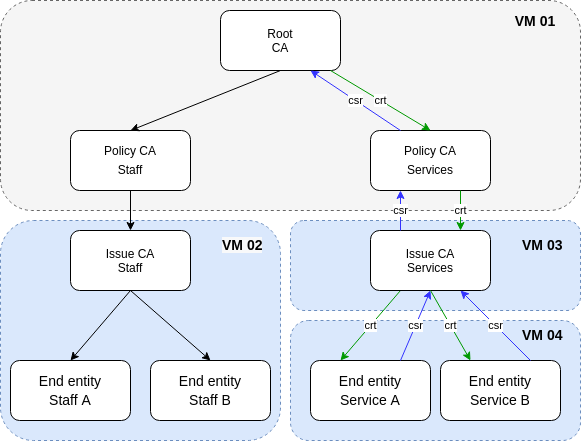 VM 01
Root
CA
csr
crt
Policy CA
Staff
Policy CA
Services
csr
crt
VM 02
Issue CA
Staff
VM 03
Issue CA
Services
crt
csr
crt
csr
VM 04
End entity
Staff A
End entity
Staff B
End entity
Service A
End entity
Service B